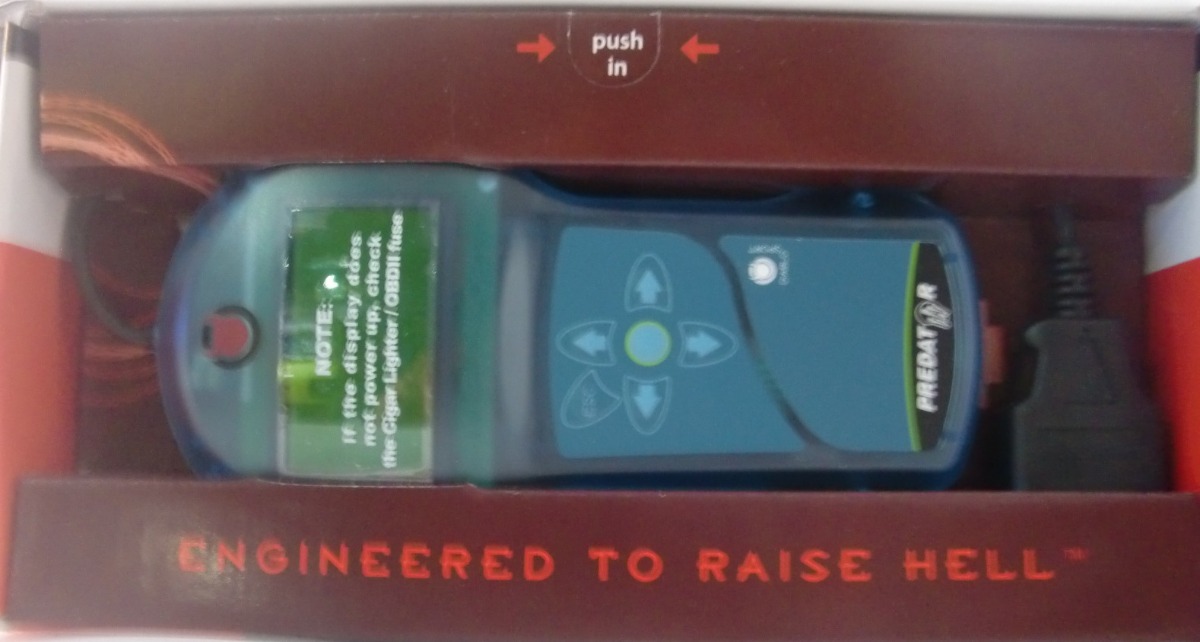 push
in
NOTE:
If the display does
not power up, check
the Cigar Lighter / OBDII fuse
PREDATOR
ENGINEERED TO RAISE HELL™